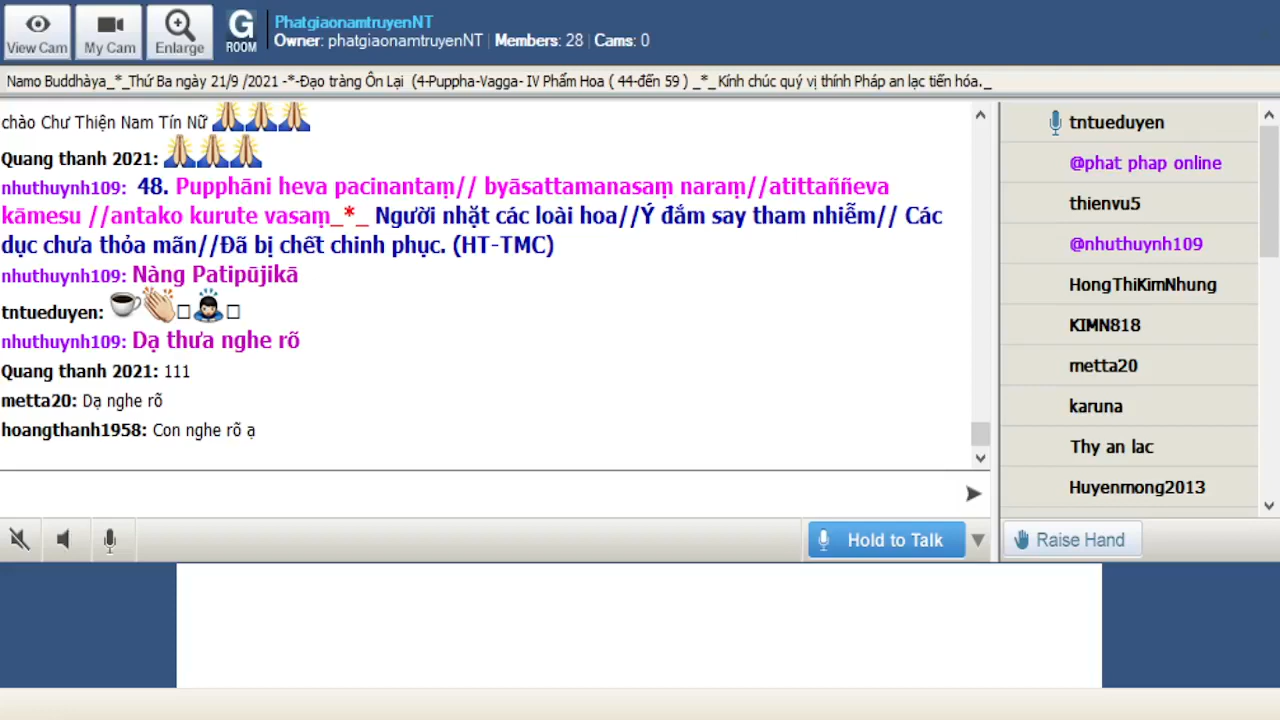 View Cam
My Cam
Enlarge
G ROOM
PhatgiaonamtruyenNT
Owner: phatgiaonamtruyenNT | Members: 28 | Cams: 0
Namo Buddhàya_*_Thứ Ba ngày 21/9 /2021 -*-Đạo tràng Ôn Lại (4-Puppha-Vagga- IV Phẩm Hoa ( 44-đến 59 ) _*_Kính chúc quý vị thính Pháp an lạc tiến hóa._
chào Chư Thiện Nam Tín Nữ 🙏🙏🙏
Quang thanh 2021: 🙏🙏🙏
nhuthuynh109: 48. Pupphāni heva pacinantaṃ// byāsattamanasaṃ naraṃ//atittaññeva
kāmesu //antako kurute vasaṃ_*_ Người nhặt các loài hoa//Ý đắm say tham nhiễm// Các
dục chưa thỏa mãn//Đã bị chết chinh phục. (HT-TMC)
nhuthuynh109: Nàng Patipūjikā
tntueduyen:
nhuthuynh109: Dạ thưa nghe rõ
Quang thanh 2021: 111
metta20: Dạ nghe rõ
hoangthanh1958: Con nghe rõ ạ
Hold to Talk
tntueduyen
@phat phap online
thienvu5
@nhuthuynh109
HongThiKimNhung
KIMN818
metta20
karuna
Thy an lac
Huyenmong2013
Raise Hand